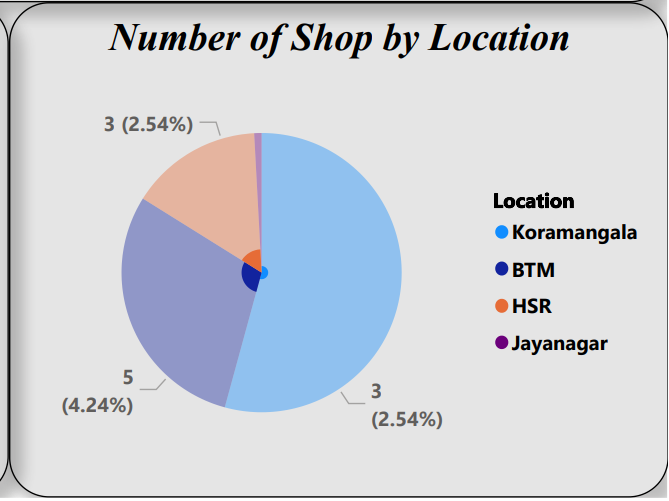 Number of Shop by Location
3 (2.54%)
Location
Koramangala
BTM
HSR
Jayanagar
5
(4.24%)
3
(2.54%)